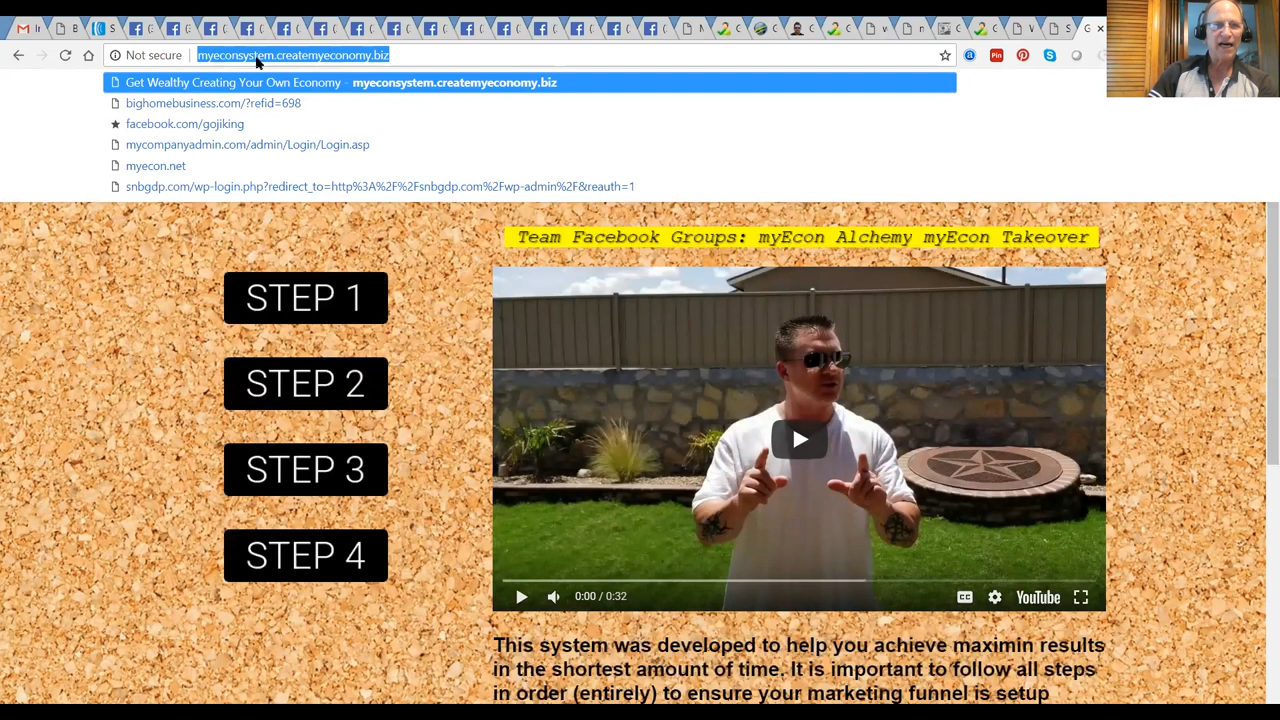 Not secure
myeconsystem.createmyeconomy.biz
Get Wealthy Creating Your Own Economy - myeconsystem.createmyeconomy.biz
bighomebusiness.com/?refid=698
facebook.com/gojiking
mycompanyadmin.com/admin/Login/Login.asp
myecon.net
snbgdp.com/wp-login.php?redirect_to=http%3A%2F%2Fsnbgdp.com%2Fwp-admin%2F&reauth=1
Team Facebook Groups: myEcon Alchemy myEcon Takeover
STEP 1
STEP 2
STEP 3
STEP 4
0:00 / 0:32
CC
YouTube
This system was developed to help you achieve maximin results
in the shortest amount of time. It is important to follow all steps
in order (entirely) to ensure your marketing funnel is setup